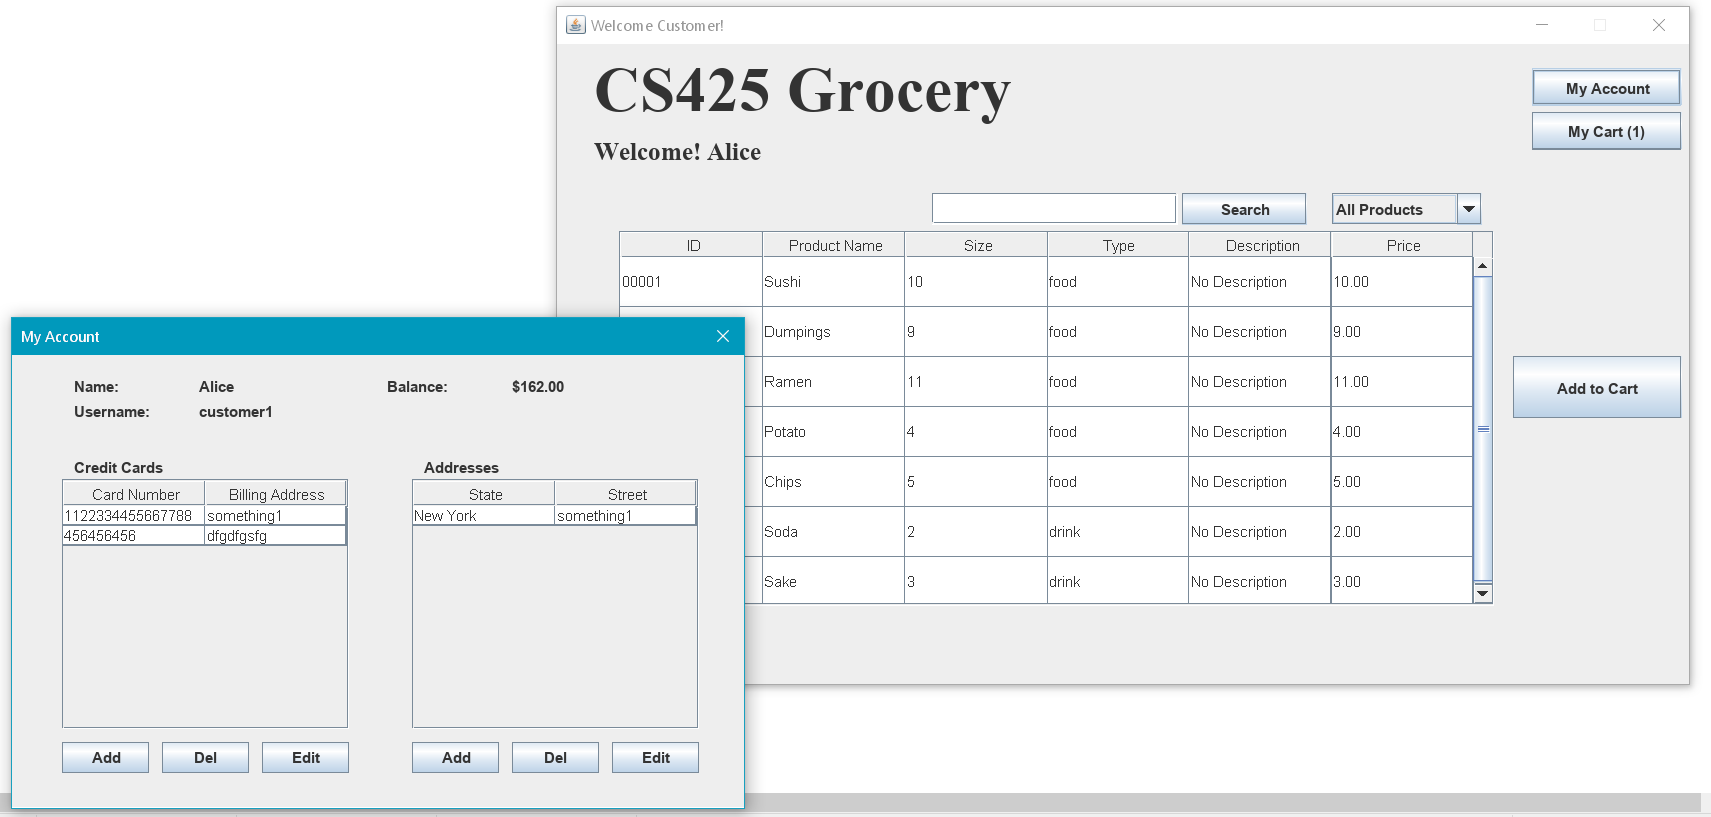 Welcome Customer!
CS425 Grocery
Welcome! Alice
My Account
My Cart (1)
Search
All Products
ID Product Name Size Type Description Price
00001 Sushi 10 food No Description 10.00
Dumpings 9 food No Description 9.00
Ramen 11 food No Description 11.00
Potato 4 food No Description 4.00
Chips 5 food No Description 5.00
Soda 2 drink No Description 2.00
Sake 3 drink No Description 3.00
Add to Cart
My Account
Name: Alice Balance: $162.00
Username: customer1
Credit Cards Addresses
Card Number Billing Address State Street
1122334455667788 something1 New York something1
456456456 dfgdfgsfg
Add Del Edit Add Del Edit